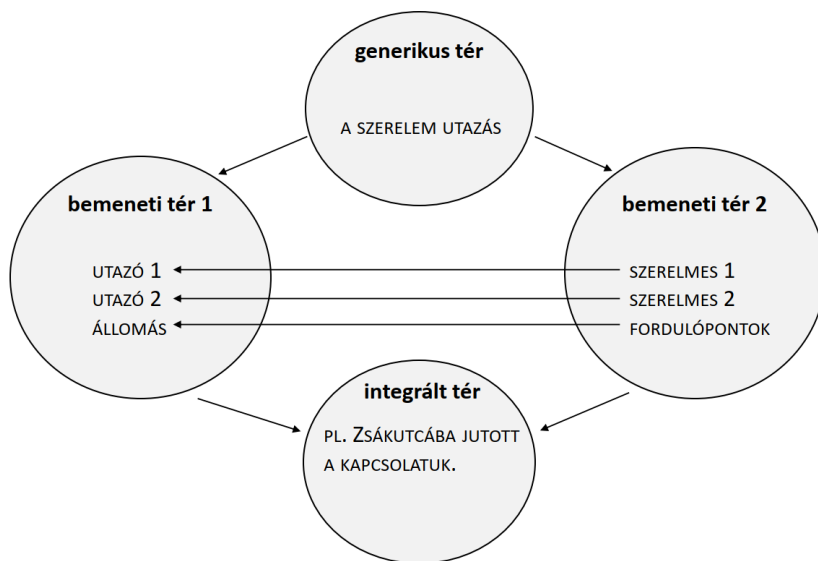 generikus tér
A SZERELEM UTAZÁS
bemeneti tér 1
bemeneti tér 2
UTAZÓ 1
SZERELMES 1
UTAZÓ 2
SZERELMES 2
ÁLLOMÁS
FORDULÓPONTOK
integrált tér
PL. ZSÁKUTCÁBA JUTOTT
A KAPCSOLATUK.